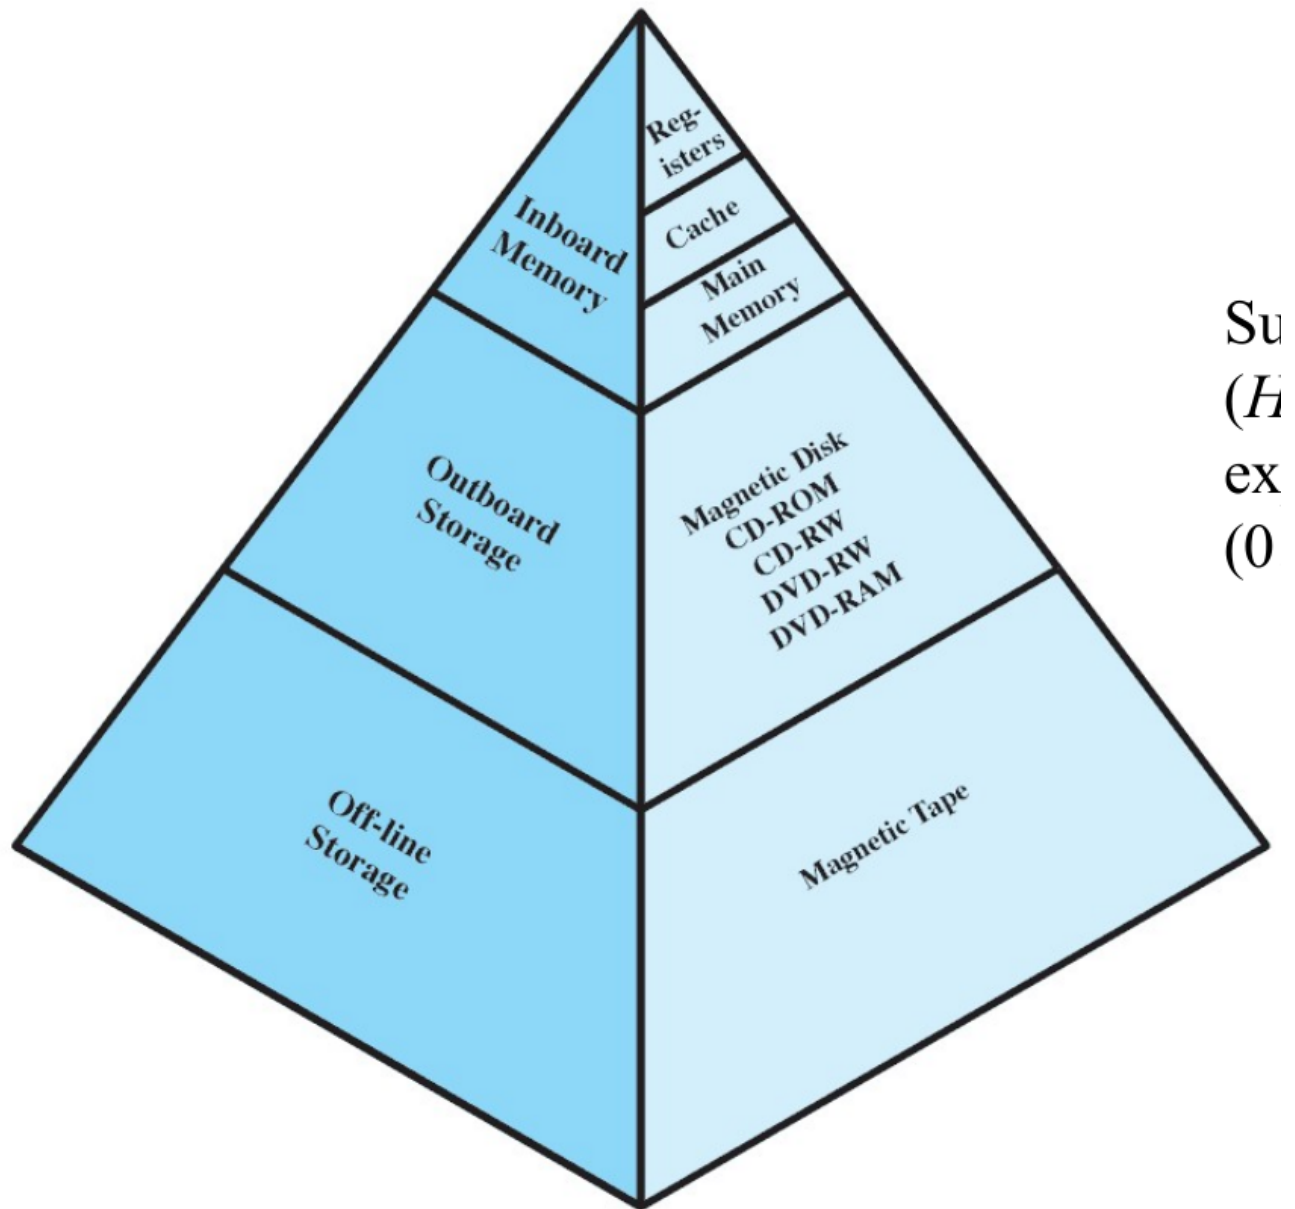 Reg-
isters
Cache
Main
Memory
Inboard
Memory
Magnetic Disk
CD-ROM
CD-RW
DVD-RW
DVD-RAM
Outboard
Storage
Magnetic Tape
Off-line
Storage
Su
(H
ex
(0